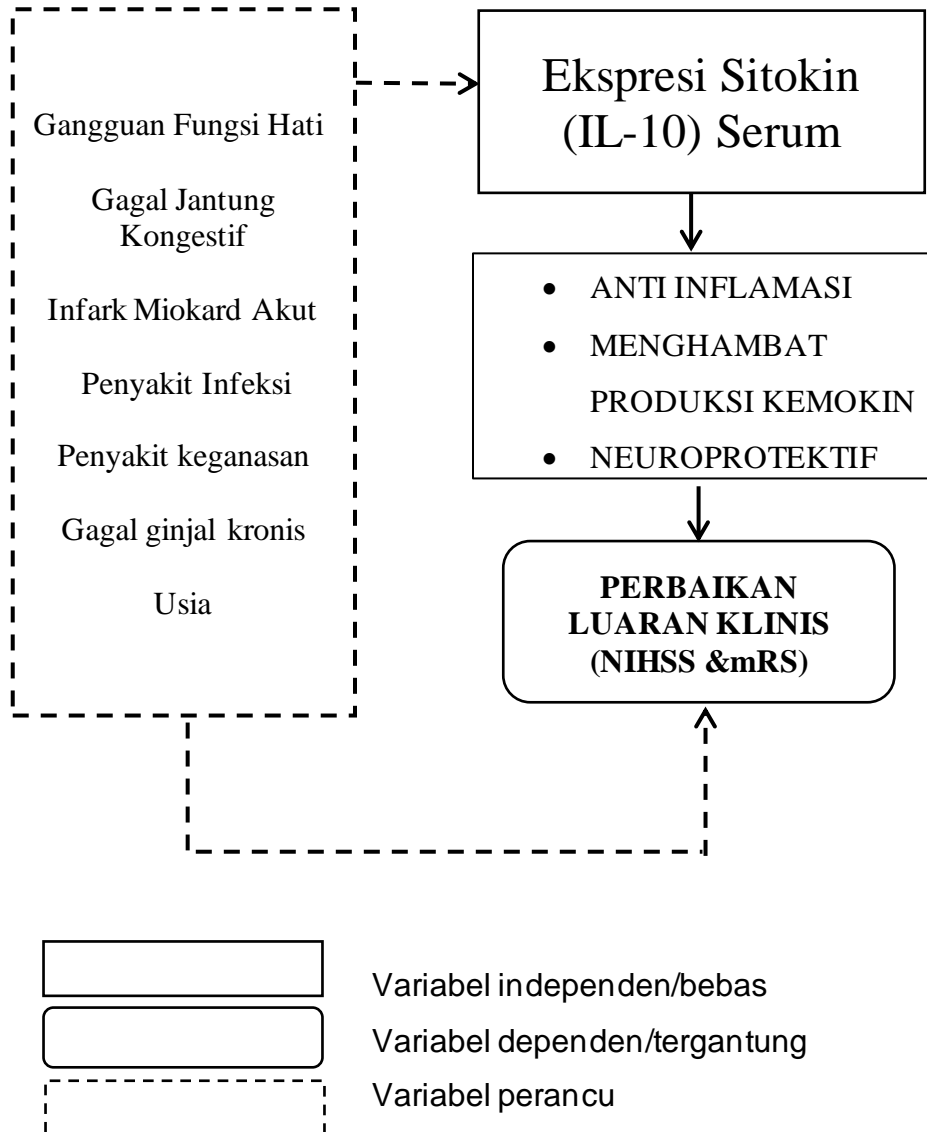 Gangguan Fungsi Hati
Gagal Jantung
Kongestif
Infark Miokard Akut
Penyakit Infeksi
Penyakit keganasan
Gagal ginjal kronis
Usia
Ekspresi Sitokin
(IL-10) Serum
• ANTI INFLAMASI
• MENGHAMBAT
PRODUKSI KEMOKIN
• NEUROPROTEKTIF
PERBAIKAN
LUARAN KLINIS
(NIHSS &mRS)
Variabel independen/bebas
Variabel dependen/tergantung
Variabel perancu